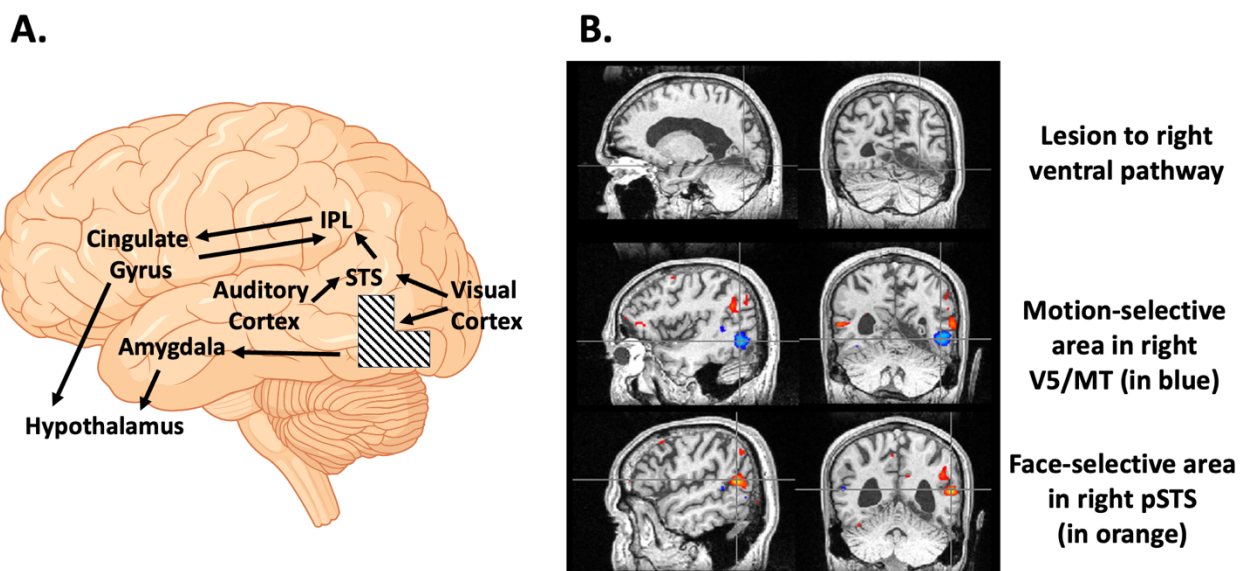 A.
B.
IPL
Cingulate
Gyrus
STS
Auditory
Cortex
Visual
Cortex
Amygdala
Hypothalamus
Lesion to right
ventral pathway
Motion-selective
area in right
V5/MT (in blue)
Face-selective area
in right pSTS
(in orange)